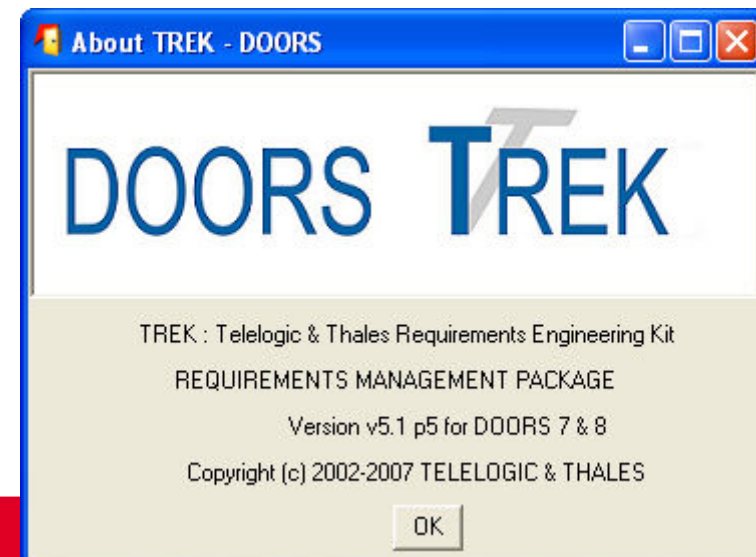 About TREK - DOORS
DOORS TREK
TREK : Telelogic & Thales Requirements Engineering Kit
REQUIREMENTS MANAGEMENT PACKAGE
Version v5.1 p5 for DOORS 7 & 8
Copyright (c) 2002-2007 TELELOGIC & THALES
OK